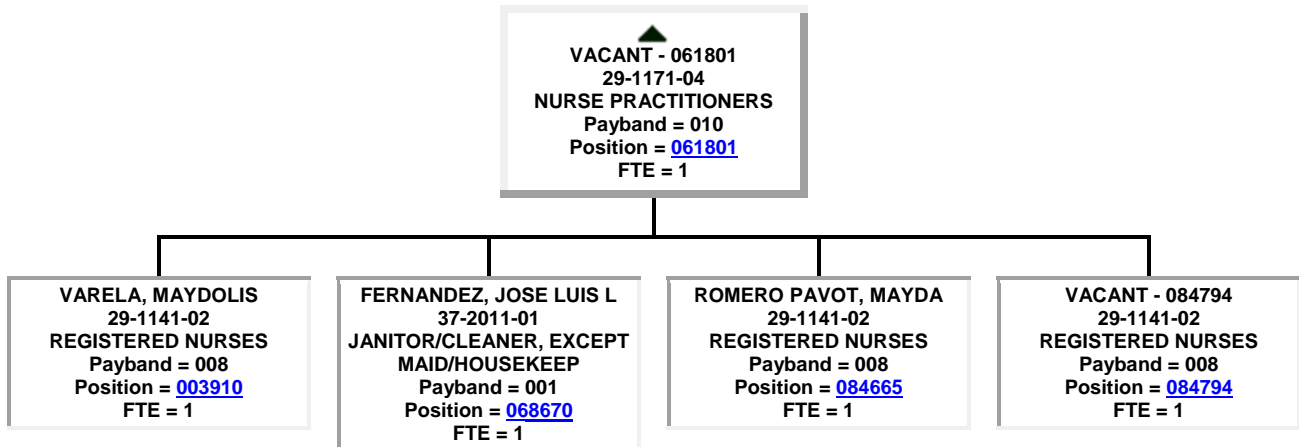 VACANT - 061801
29-1171-04
NURSE PRACTITIONERS
Payband = 010
Position = 061801
FTE = 1
VARELA, MAYDOLIS
29-1141-02
REGISTERED NURSES
Payband = 008
Position = 003910
FTE = 1
FERNANDEZ, JOSE LUIS L
37-2011-01
JANITOR/CLEANER, EXCEPT
MAID/HOUSEKEEP
Payband = 001
Position = 068670
FTE = 1
ROMERO PAVOT, MAYDA
29-1141-02
REGISTERED NURSES
Payband = 008
Position = 084665
FTE = 1
VACANT - 084794
29-1141-02
REGISTERED NURSES
Payband = 008
Position = 084794
FTE = 1